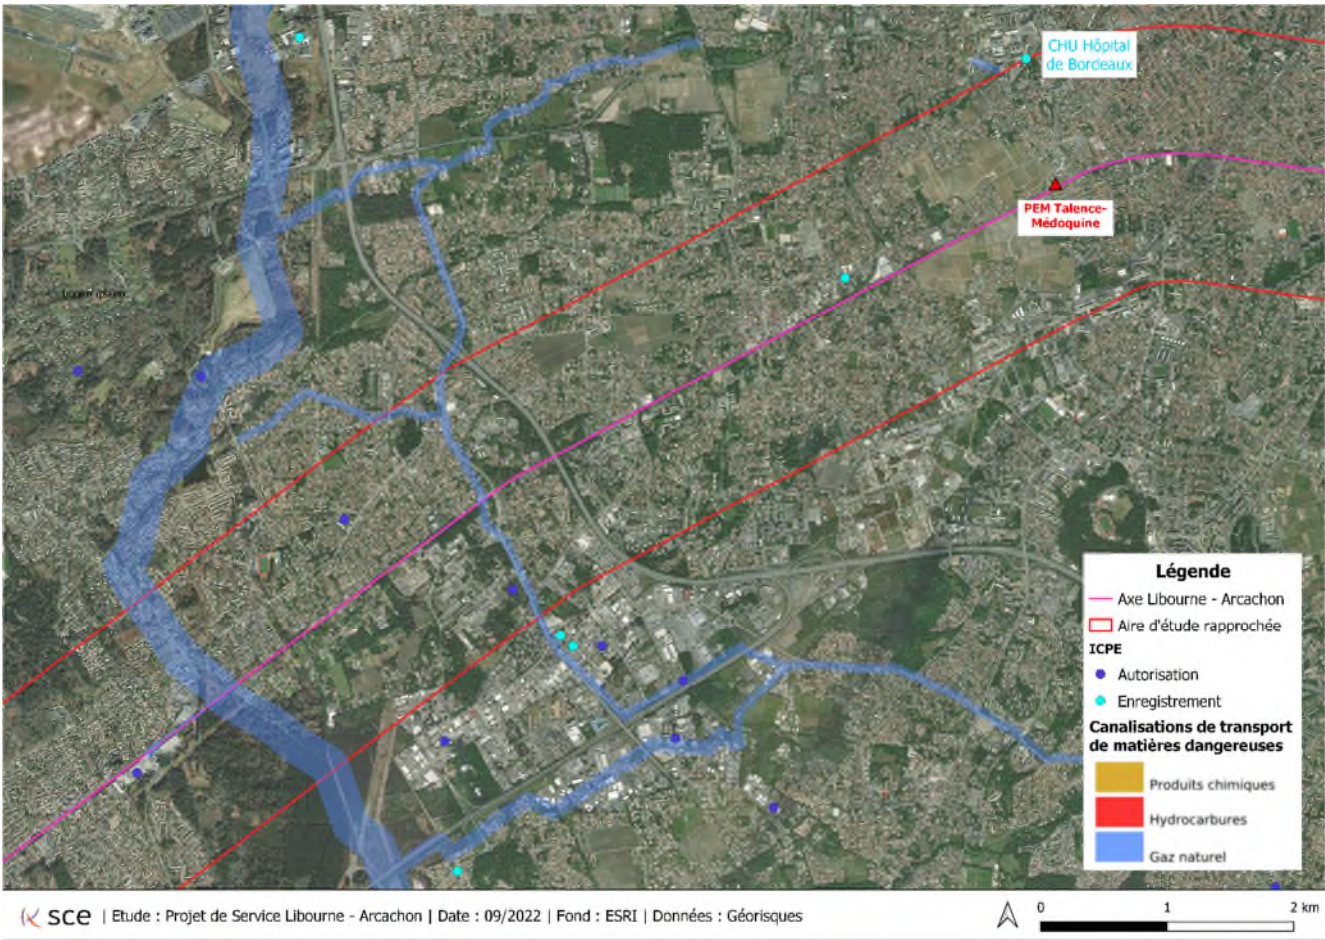 CHU Hôpital
de Bordeaux
PEM Talence-
Médoquine
Légende
Axe Libourne - Arcachon
Aire d'étude rapprochée
ICPE
Autorisation
Enregistrement
Canalisations de transport
de matières dangereuses
Produits chimiques
Hydrocarbures
Gaz naturel
sce | Etude : Projet de Service Libourne - Arcachon | Date : 09/2022 | Fond : ESRI | Données : Géorisques
0 1 2 km